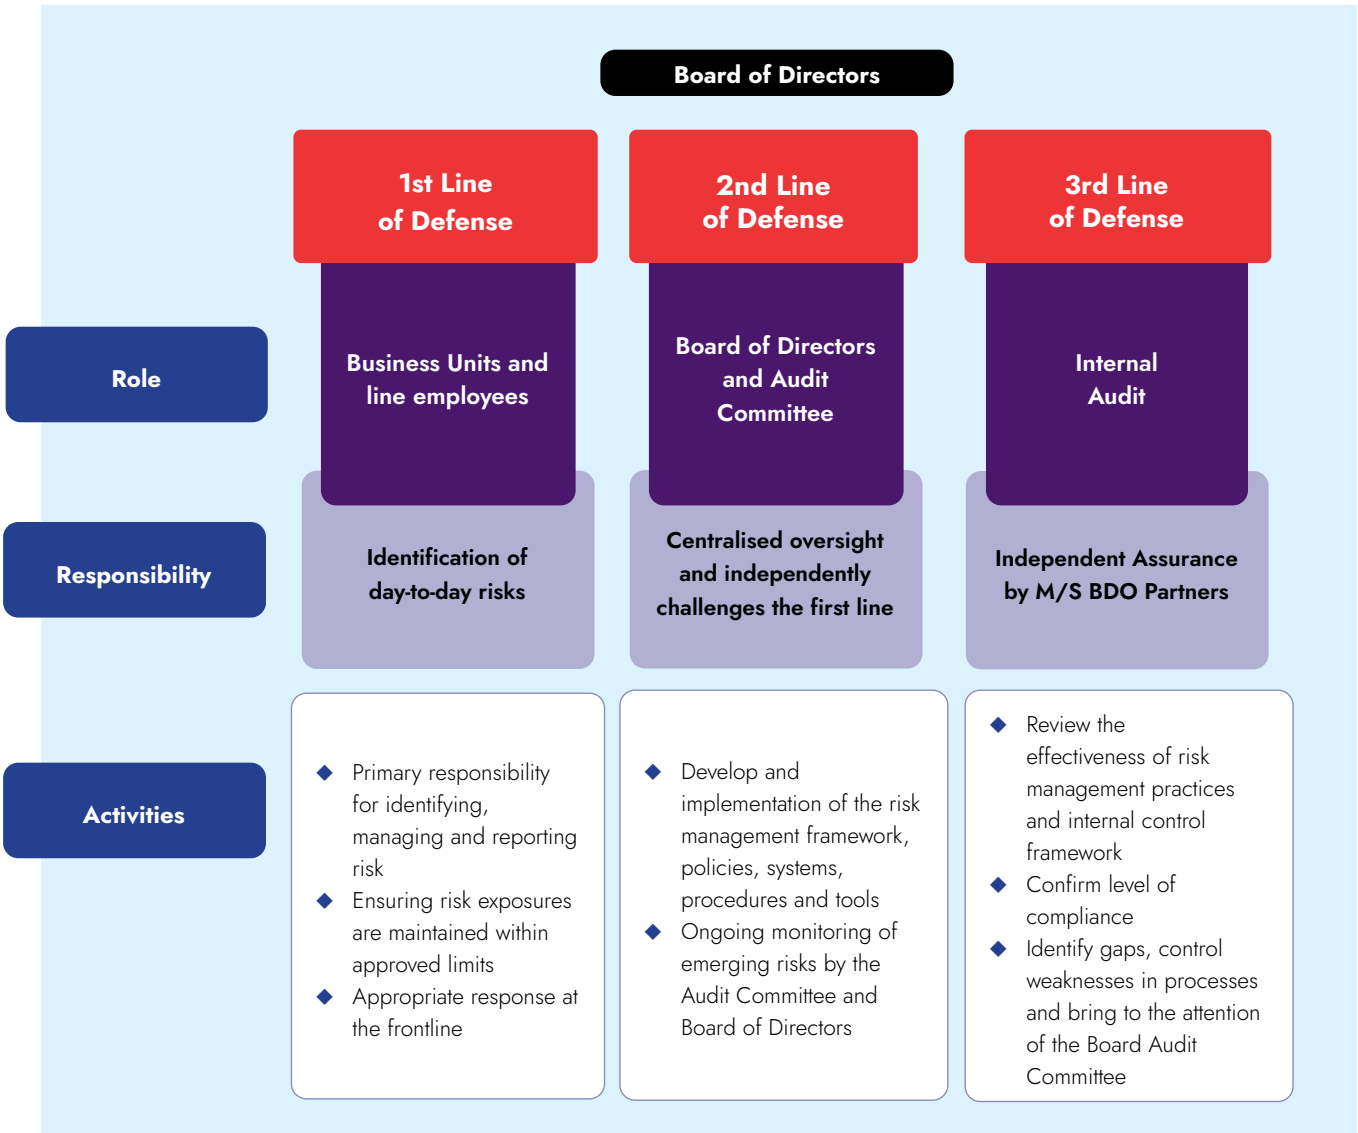 Board of Directors
1st Line
of Defense
2nd Line
of Defense
3rd Line
of Defense
Role
Business Units and
line employees
Board of Directors
and Audit
Committee
Internal
Audit
Responsibility
Identification of
day-to-day risks
Centralised oversight
and independently
challenges the first line
Independent Assurance
by M/S BDO Partners
Activities
Primary responsibility
for identifying,
managing and reporting
risk
Ensuring risk exposures
are maintained within
approved limits
Appropriate response at
the frontline
Develop and
implementation of the risk
management framework,
policies, systems,
procedures and tools
Ongoing monitoring of
emerging risks by the
Audit Committee and
Board of Directors
Review the
effectiveness of risk
management practices
and internal control
framework
Confirm level of
compliance
Identify gaps, control
weaknesses in processes
and bring to the attention
of the Board Audit
Committee